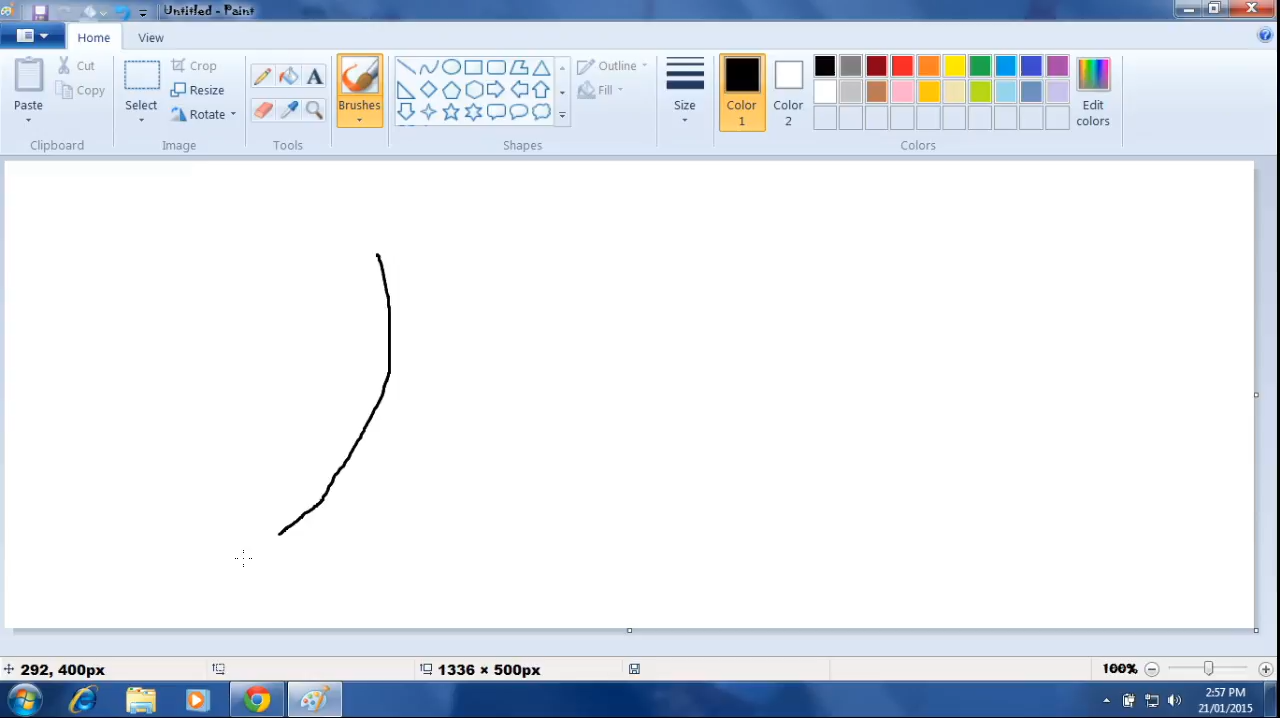 Untitled - Paint
Home View
Paste Cut Copy Clipboard
Select Crop Resize Rotate Image
Tools
Brushes
Shapes
Outline Fill
Size
Color 1 Color 2
Edit colors
Colors
292, 400px 1336 × 500px 100%
2:57 PM
21/01/2015